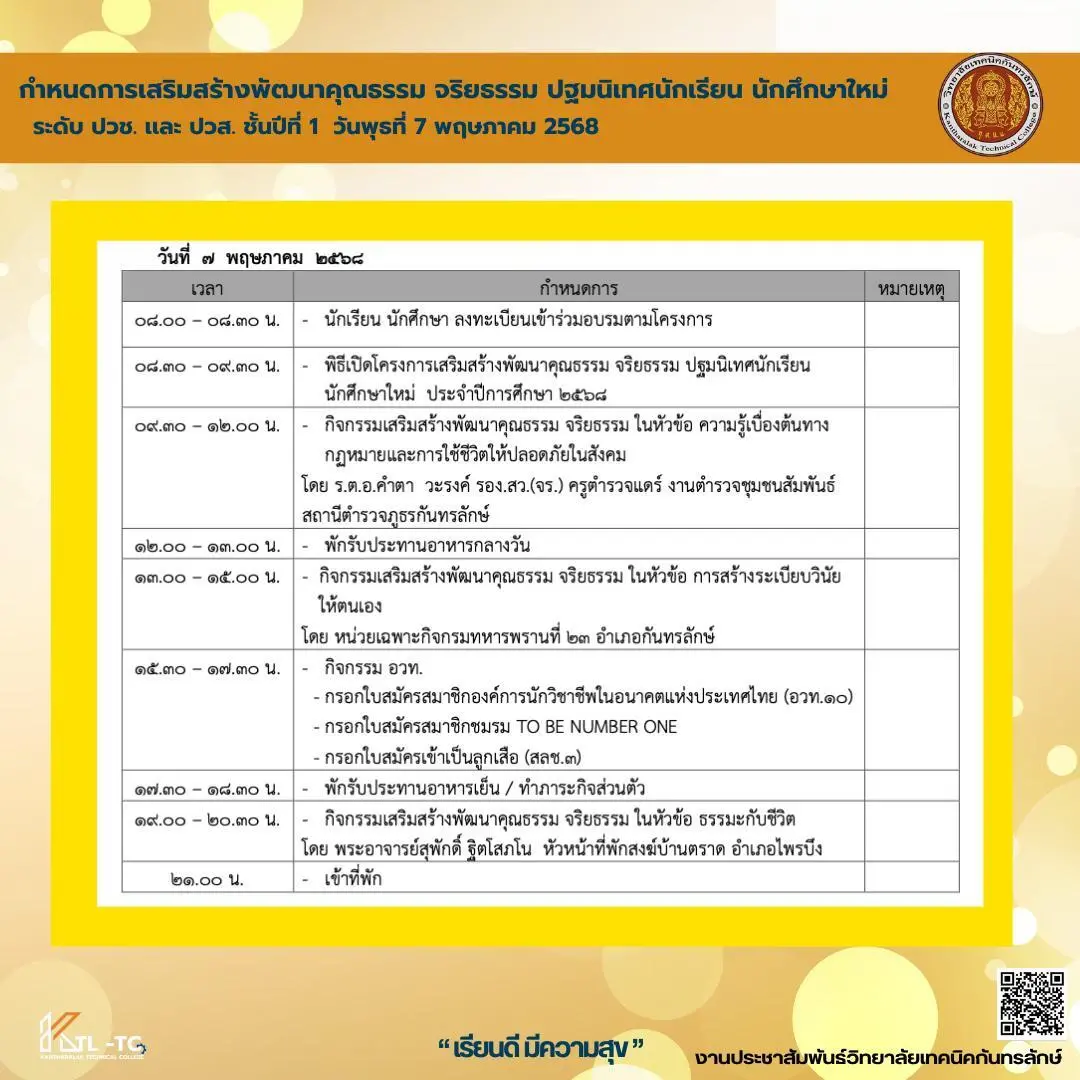 กำหนดการเสริมสร้างพัฒนาคุณธรรม จริยธรรม ปฐมนิเทศนักเรียน นักศึกษาใหม่
ระดับ ปวช. และ ปวส. ชั้นปีที่ 1 วันพุธที่ 7 พฤษภาคม 2568
วิทยาลัยเทคนิคกันทรลักษ์
Kantharalak Technical College
วันที่ ๗ พฤษภาคม ๒๕๖๘
เวลา กำหนดการ หมายเหตุ
๐๘.๐๐ – ๐๘.๓๐ น. - นักเรียน นักศึกษา ลงทะเบียนเข้าร่วมอบรมตามโครงการ
๐๘.๓๐ – ๐๙.๓๐ น. - พิธีเปิดโครงการเสริมสร้างพัฒนาคุณธรรม จริยธรรม ปฐมนิเทศนักเรียน
นักศึกษาใหม่ ประจำปีการศึกษา ๒๕๖๘
๐๙.๓๐ – ๑๒.๐๐ น. - กิจกรรมเสริมสร้างพัฒนาคุณธรรม จริยธรรม ในหัวข้อ ความรู้เบื่องต้นทาง
กฎหมายและการใช้ชีวิตให้ปลอดภัยในสังคม
โดย ร.ต.อ.คำตา วะรงค์ รอง.สว.(จร.) ครูตำรวจแดร์ งานตำรวจชุมชนสัมพันธ์
สถานีตำรวจภูธรกันทรลักษ์
๑๒.๐๐ – ๑๓.๐๐ น. - พักรับประทานอาหารกลางวัน
๑๓.๐๐ – ๑๕.๐๐ น. - กิจกรรมเสริมสร้างพัฒนาคุณธรรม จริยธรรม ในหัวข้อ การสร้างระเบียบวินัย
ให้ตนเอง
โดย หน่วยเฉพาะกิจกรมทหารพรานที่ ๒๓ อำเภอกันทรลักษ์
๑๕.๓๐ – ๑๗.๓๐ น. - กิจกรรม อวท.
- กรอกใบสมัครสมาชิกองค์การนักวิชาชีพในอนาคตแห่งประเทศไทย (อวท.๑๐)
- กรอกใบสมัครสมาชิกชมรม TO BE NUMBER ONE
- กรอกใบสมัครเข้าเป็นลูกเสือ (สลช.๓)
๑๗.๓๐ – ๑๘.๓๐ น. - พักรับประทานอาหารเย็น / ทำภาระกิจส่วนตัว
๑๙.๐๐ – ๒๐.๓๐ น. - กิจกรรมเสริมสร้างพัฒนาคุณธรรม จริยธรรม ในหัวข้อ ธรรมะกับชีวิต
โดย พระอาจารย์สุพักดิ์ ฐิตโสภโน หัวหน้าที่พักสงฆ์บ้านตราด อำเภอไพรบึง
๒๑.๐๐ น. - เข้าที่พัก
KTL -TC
KANTHARALAK TECHNICAL COLLEGE
“ เรียนดี มีความสุข ”
งานประชาสัมพันธ์วิทยาลัยเทคนิคกันทรลักษ์